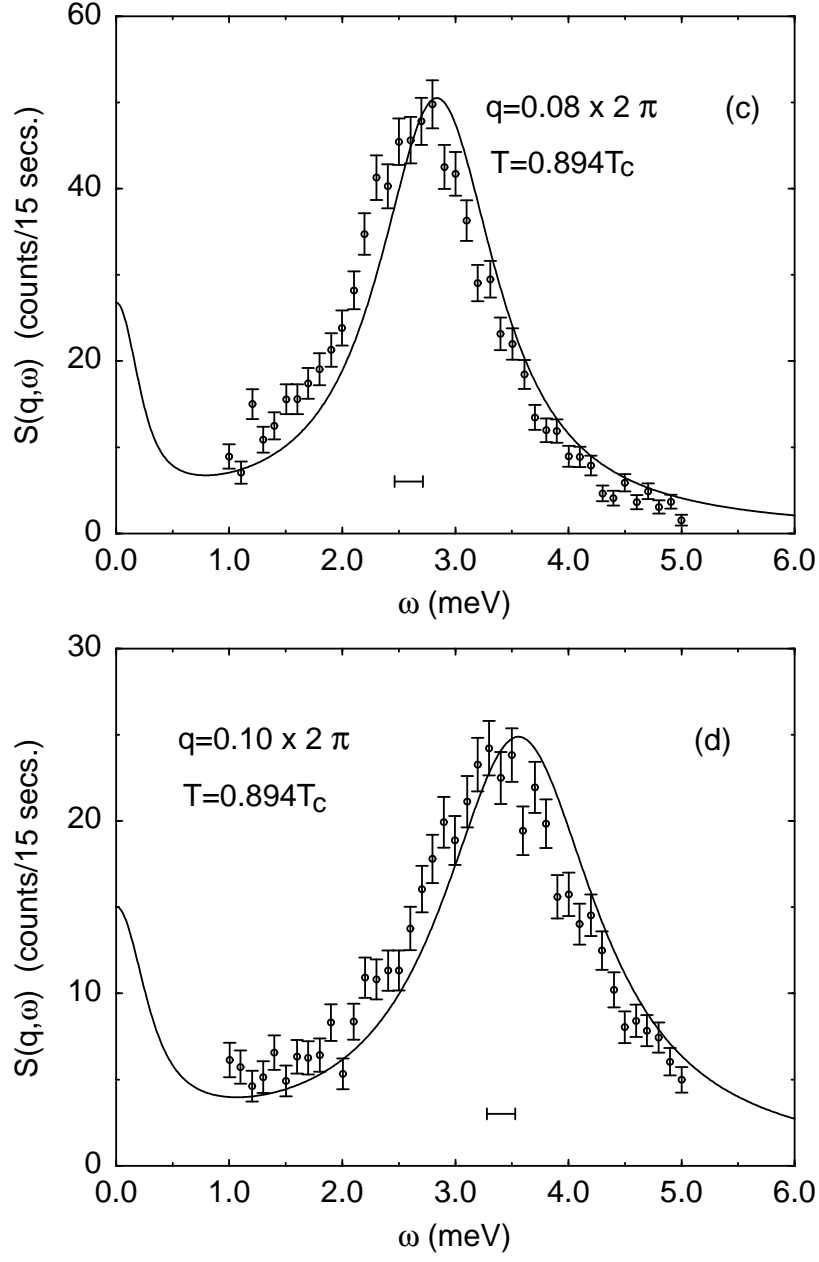 60
40
20
0
S(q,ω) (counts/15 secs.)
q=0.08 x 2 π (c)
T=0.894Tc
0.0 1.0 2.0 3.0 4.0 5.0 6.0
ω (meV)
30
20
10
0
S(q,ω) (counts/15 secs.)
q=0.10 x 2 π (d)
T=0.894Tc
0.0 1.0 2.0 3.0 4.0 5.0 6.0
ω (meV)